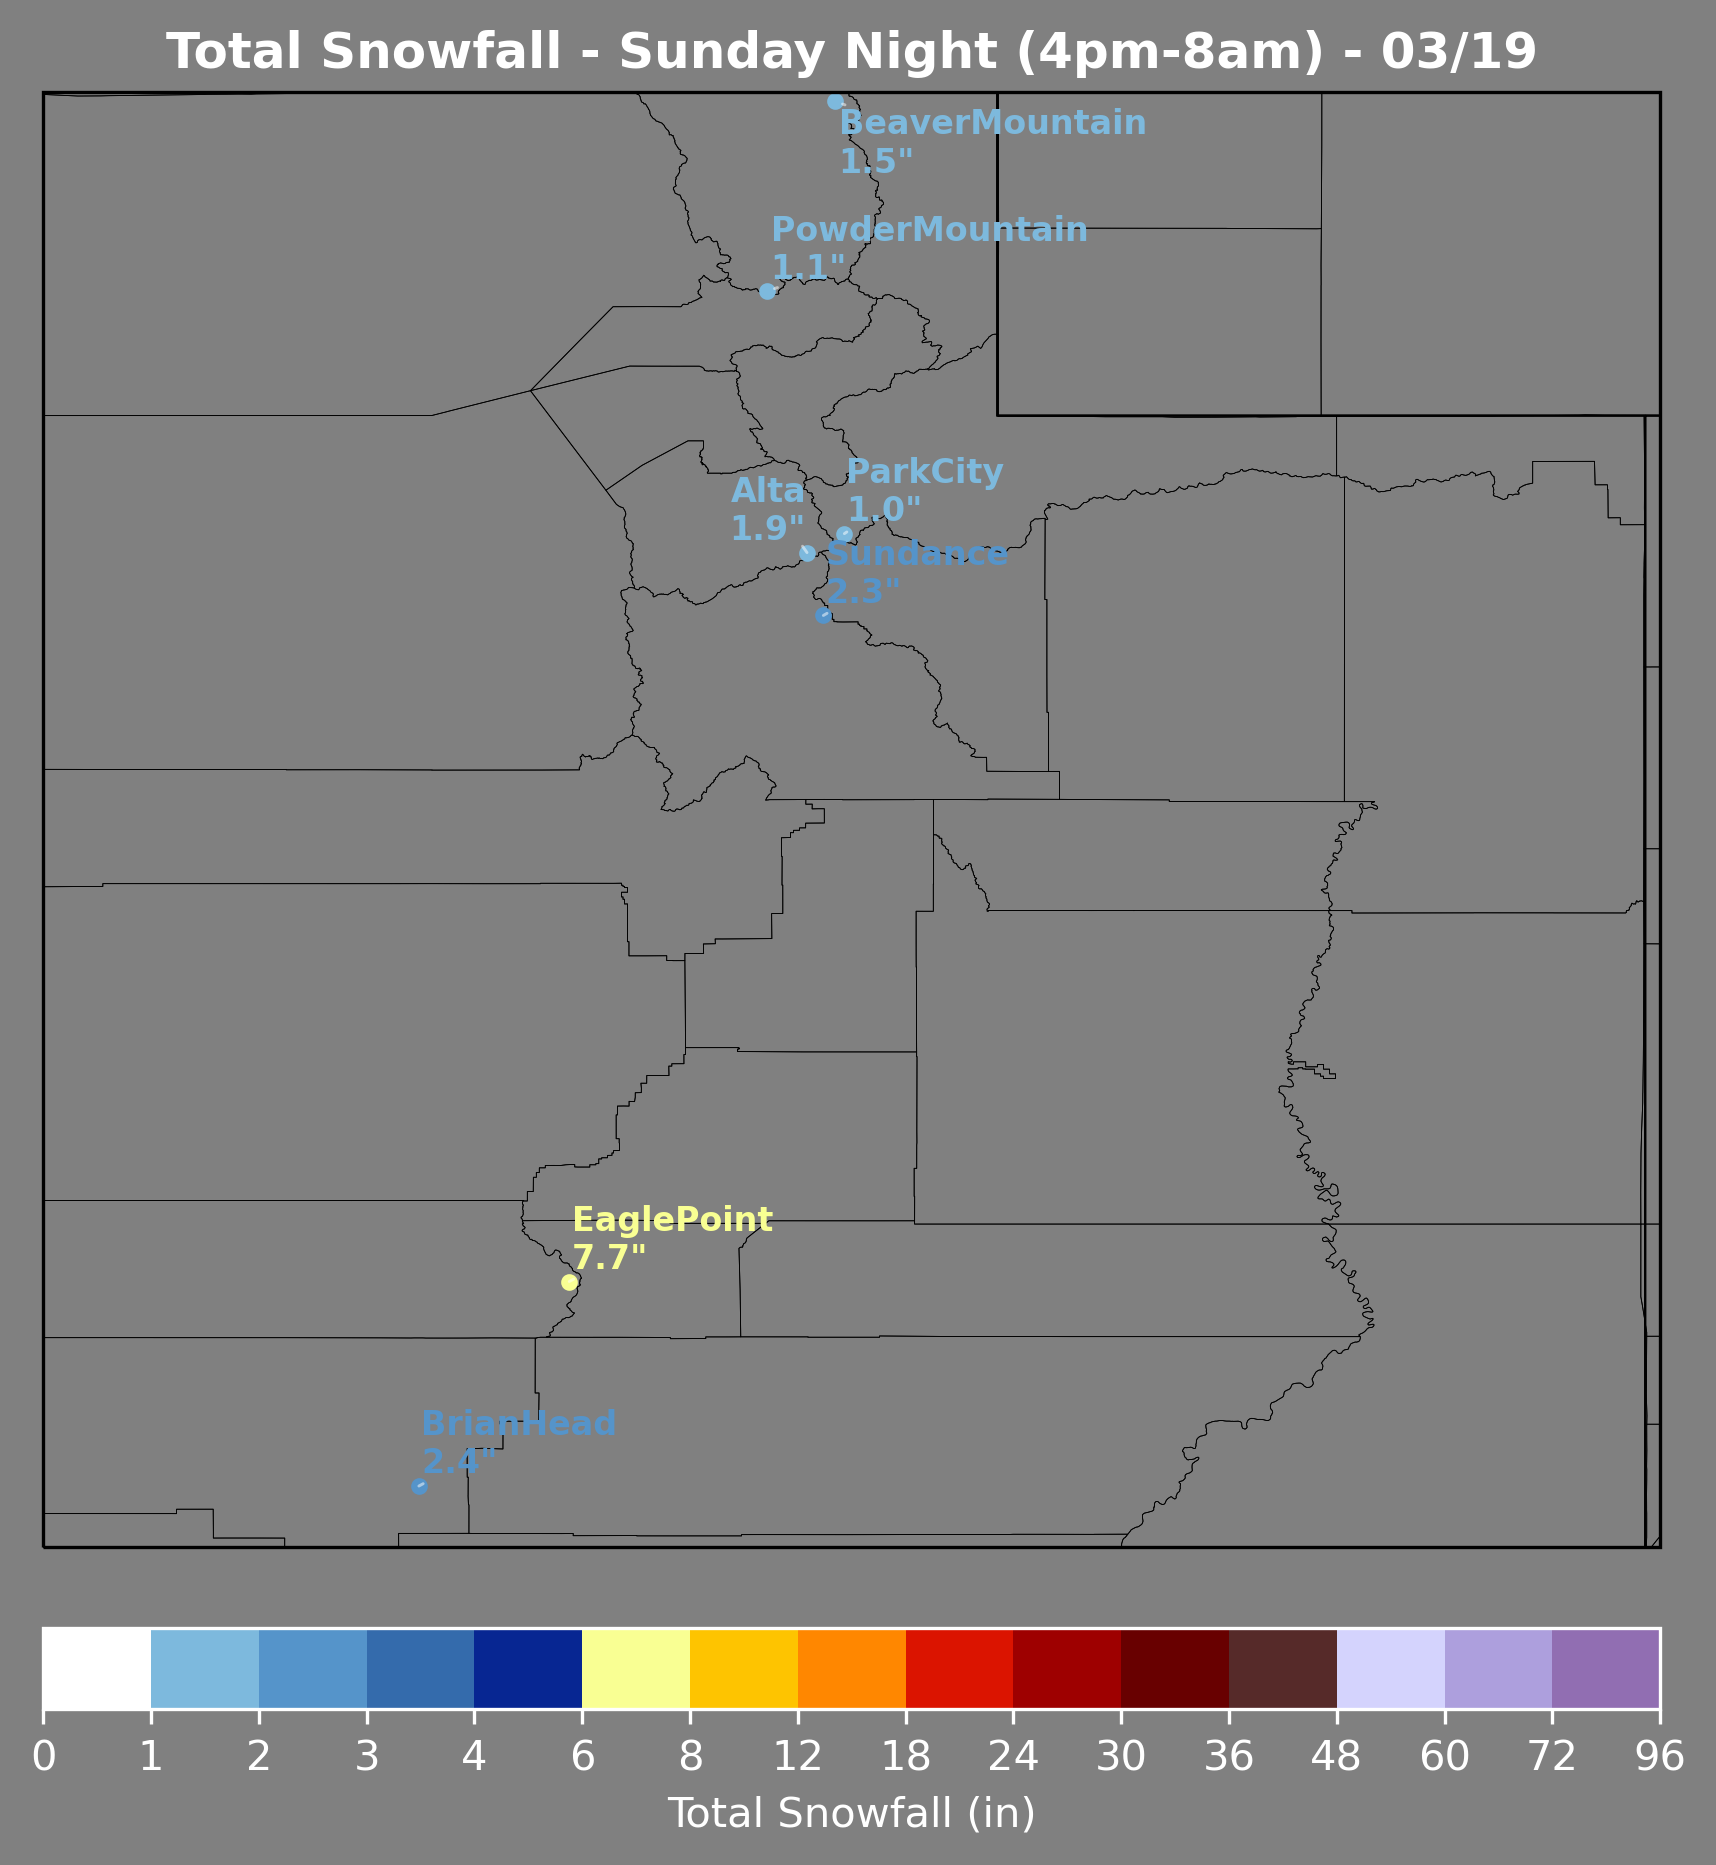 Total Snowfall - Sunday Night (4pm-8am) - 03/19
BeaverMountain
1.5"
PowderMountain
1.1"
ParkCity
1.0"
Alta
1.9"
Sundance
2.3"
EaglePoint
7.7"
BrianHead
2.4"
0 1 2 3 4 6 8 12 18 24 30 36 48 60 72 96
Total Snowfall (in)